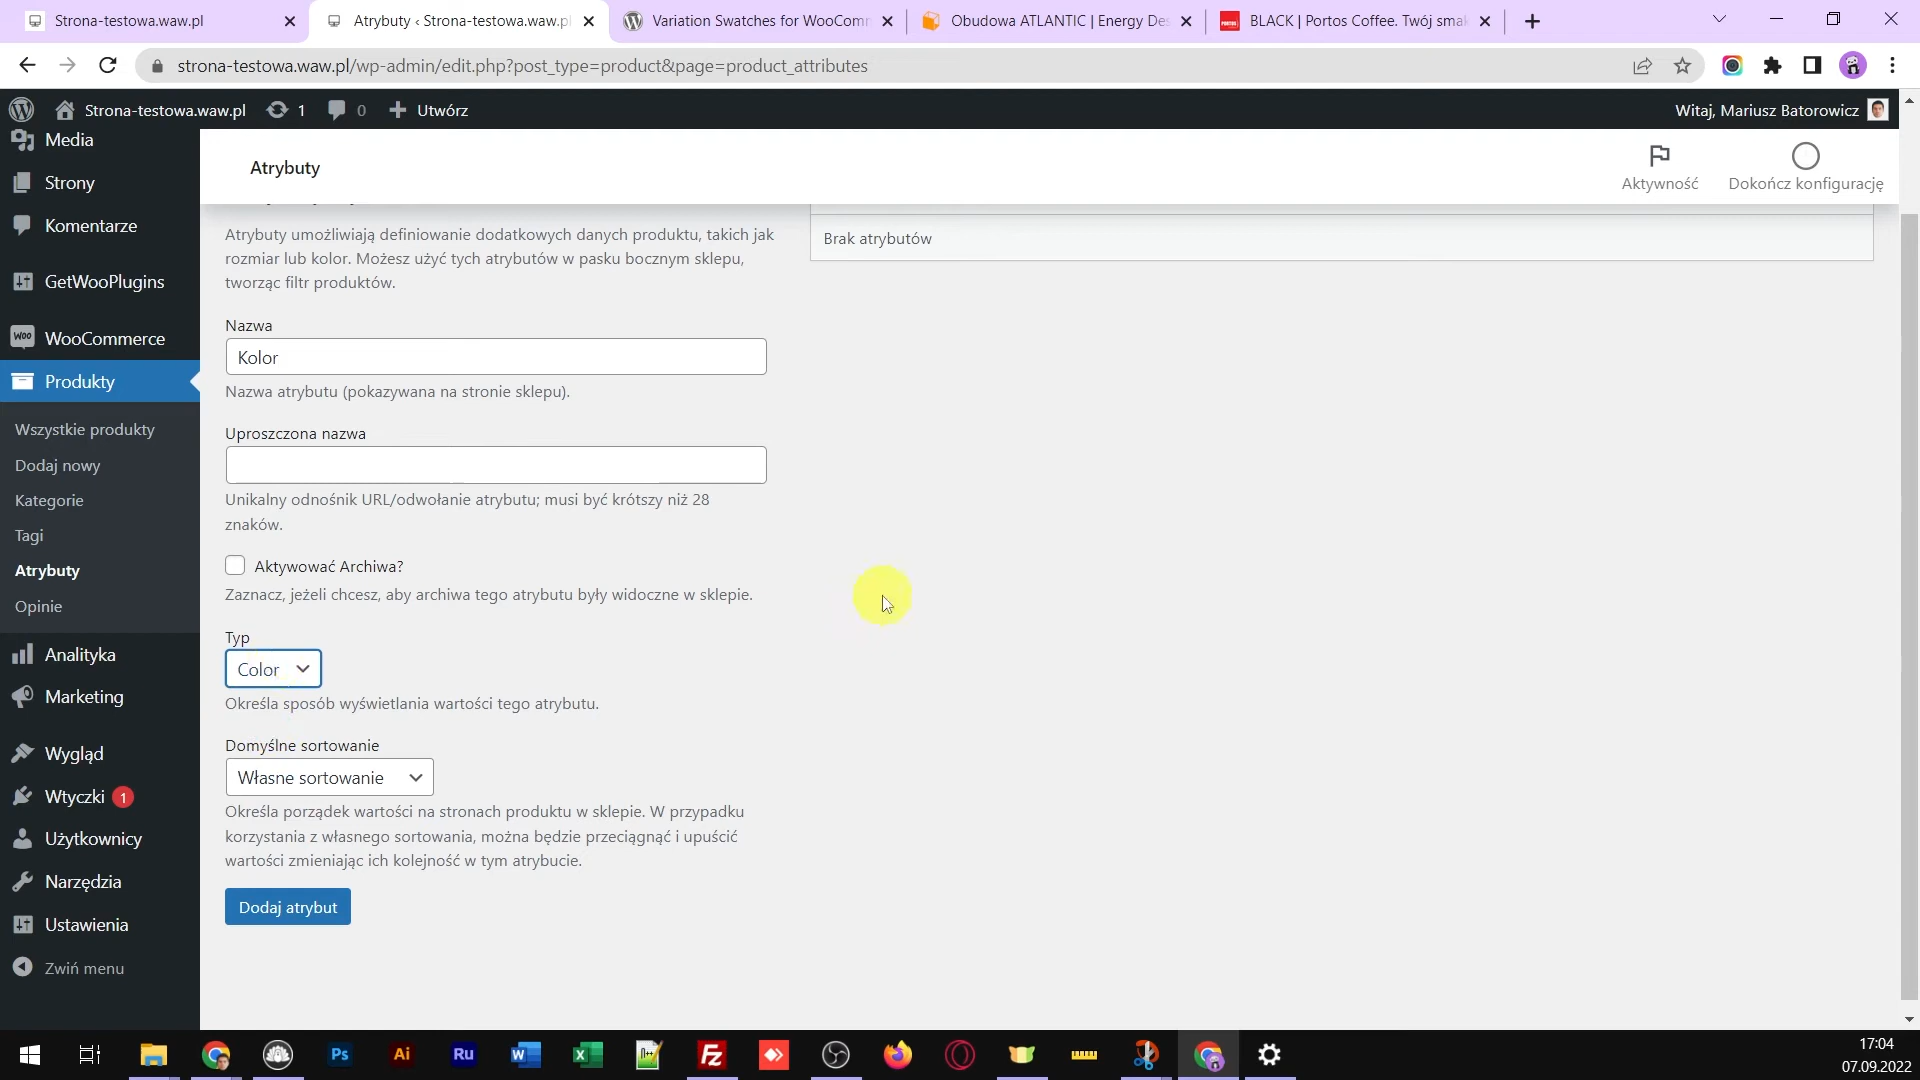 Strona-testowa.waw.pl
Atrybuty ‹ Strona-testowa.waw.pl
Variation Swatches for WooComm
Obudowa ATLANTIC | Energy Des
BLACK | Portos Coffee. Twój smak
strona-testowa.waw.pl/wp-admin/edit.php?post_type=product&page=product_attributes
Strona-testowa.waw.pl
1
0
Utwórz
Witaj, Mariusz Batorowicz
Media
Strony
Komentarze
GetWooPlugins
WooCommerce
Produkty
Wszystkie produkty
Dodaj nowy
Kategorie
Tagi
Atrybuty
Opinie
Analityka
Marketing
Wygląd
Wtyczki 1
Użytkownicy
Narzędzia
Ustawienia
Zwiń menu
Atrybuty
Aktywność
Dokończ konfigurację
Atrybuty umożliwiają definiowanie dodatkowych danych produktu, takich jak
rozmiar lub kolor. Możesz użyć tych atrybutów w pasku bocznym sklepu,
tworząc filtr produktów.
Nazwa
Kolor
Nazwa atrybutu (pokazywana na stronie sklepu).
Uproszczona nazwa
Unikalny odnośnik URL/odwołanie atrybutu; musi być krótszy niż 28
znaków.
Aktywować Archiwa?
Zaznacz, jeżeli chcesz, aby archiwa tego atrybutu były widoczne w sklepie.
Typ
Color
Określa sposób wyświetlania wartości tego atrybutu.
Domyślne sortowanie
Własne sortowanie
Określa porządek wartości na stronach produktu w sklepie. W przypadku
korzystania z własnego sortowania, można będzie przeciągnąć i upuścić
wartości zmieniając ich kolejność w tym atrybucie.
Dodaj atrybut
Brak atrybutów
Ps
Ai
Ru
17:04
07.09.2022